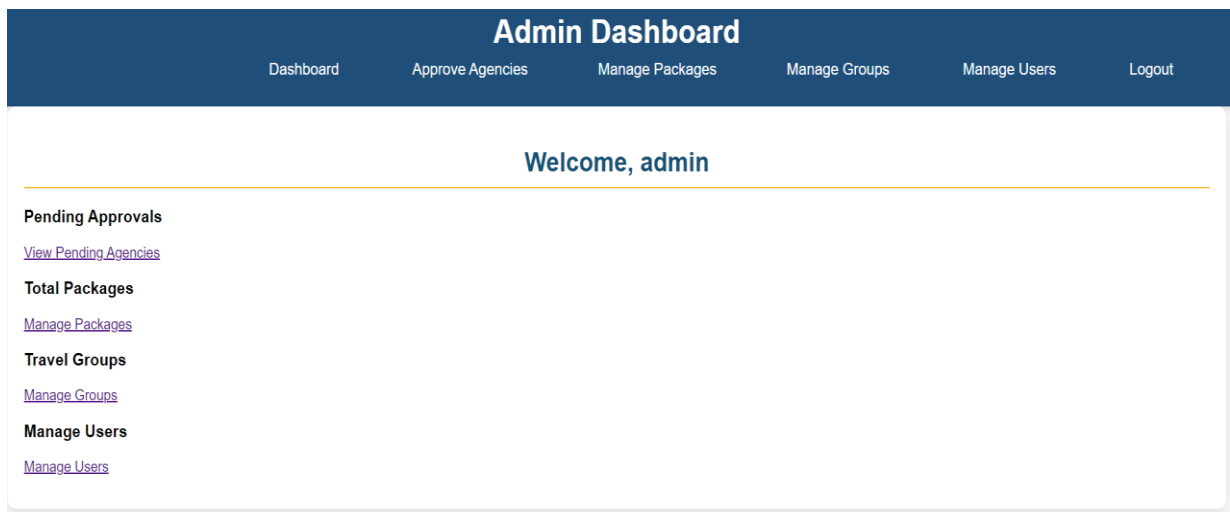 Admin Dashboard
Dashboard Approve Agencies Manage Packages Manage Groups Manage Users Logout
Welcome, admin
Pending Approvals
View Pending Agencies
Total Packages
Manage Packages
Travel Groups
Manage Groups
Manage Users
Manage Users